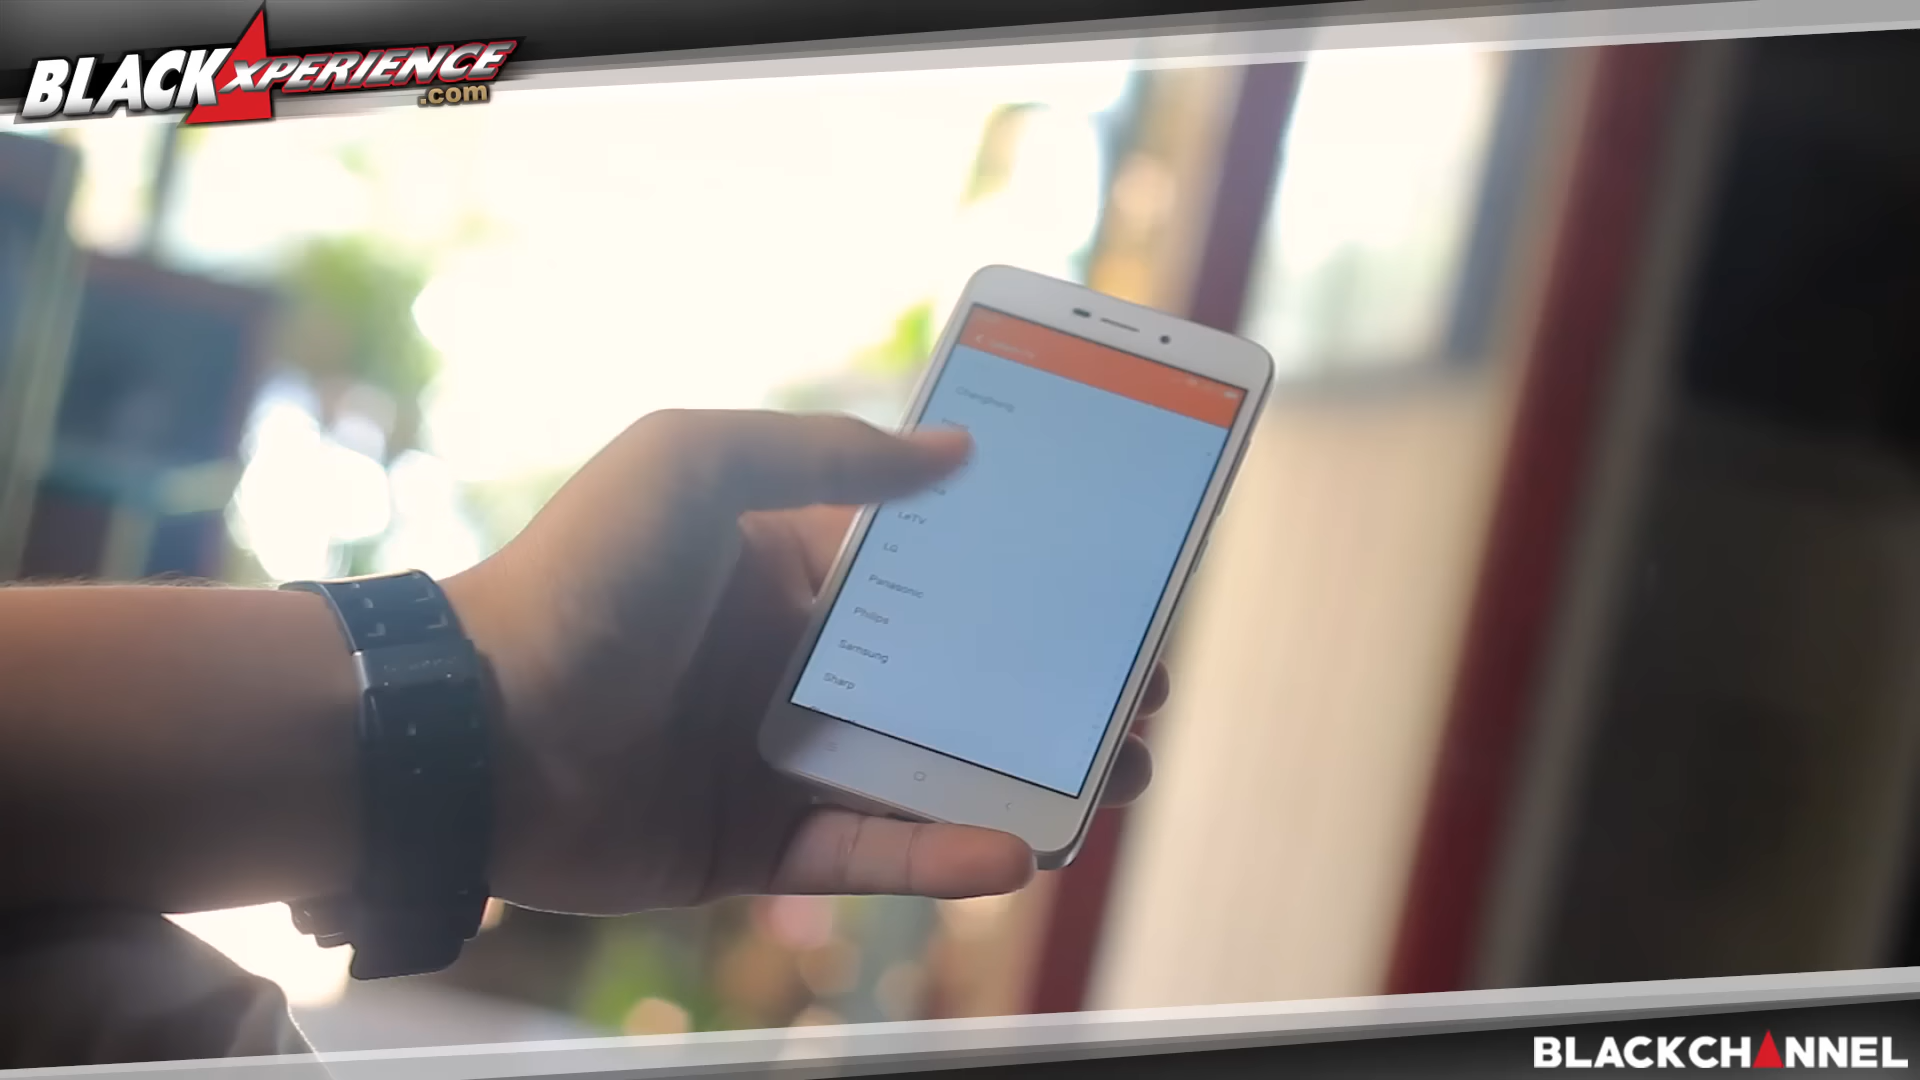 BLACKXPERIENCE
.com
Changhong
LeTV
LG
Panasonic
Philips
Samsung
Sharp
BLACKCHANNEL